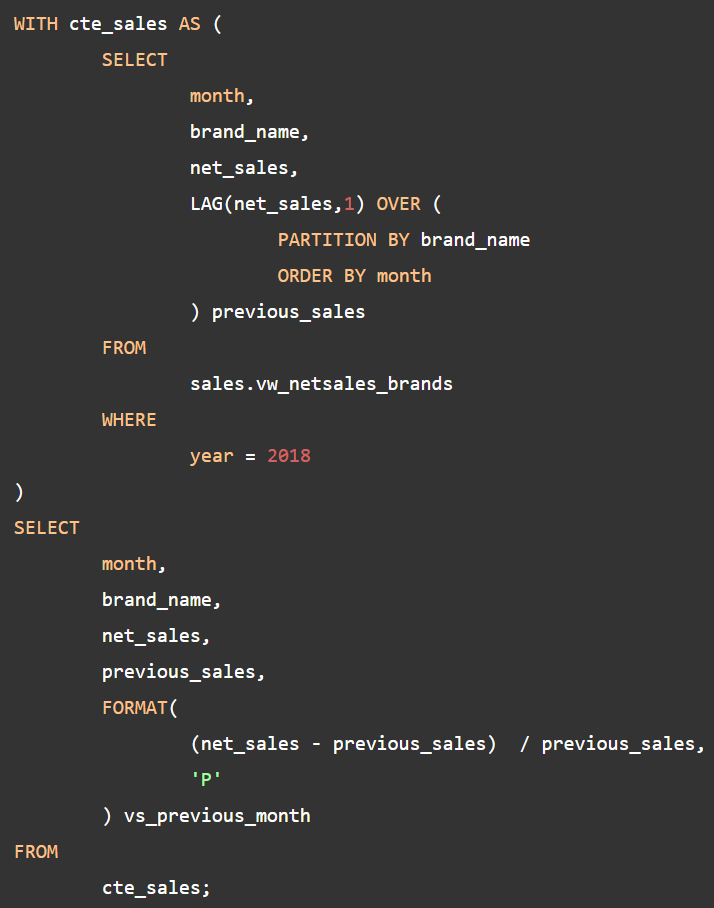 WITH cte_sales AS (
        SELECT
                month,
                brand_name,
                net_sales,
                LAG(net_sales,1) OVER (
                        PARTITION BY brand_name
                        ORDER BY month
                ) previous_sales
        FROM
                sales.vw_netsales_brands
        WHERE
                year = 2018
)
SELECT
        month,
        brand_name,
        net_sales,
        previous_sales,
        FORMAT(
                (net_sales - previous_sales)  / previous_sales,
                'P'
        ) vs_previous_month
FROM
        cte_sales;